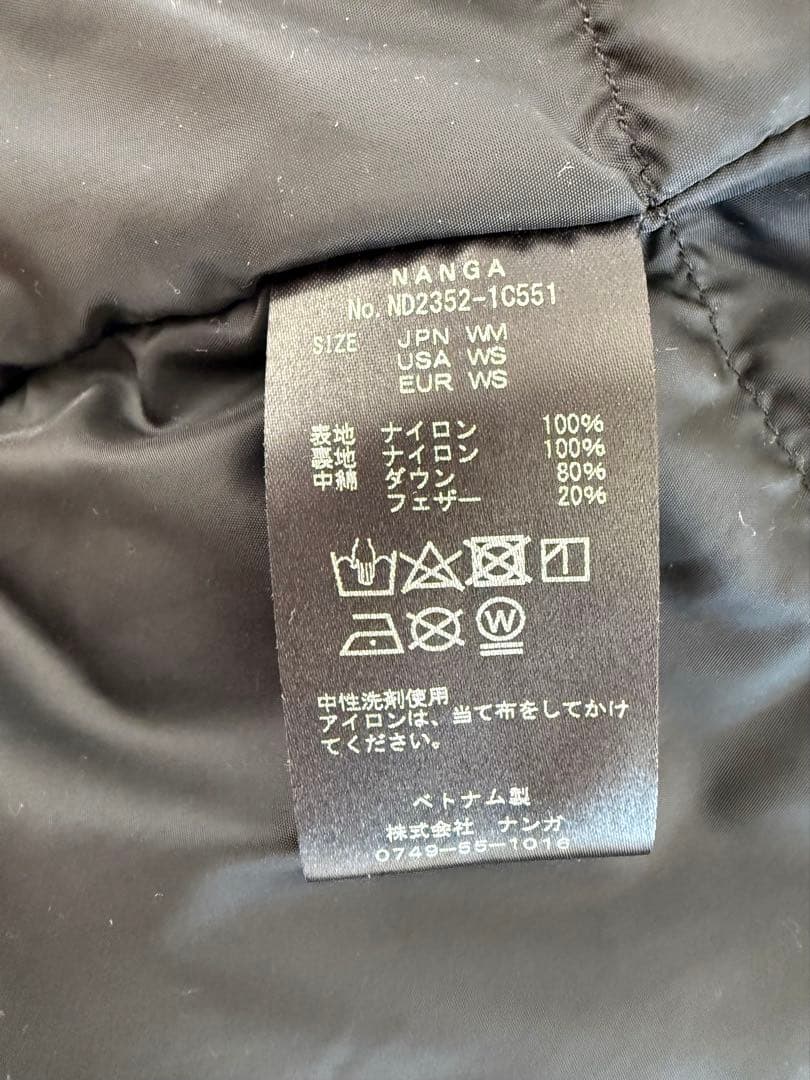 NANGA
No. ND2352-1C551
SIZE JPN WM
USA WS
EUR WS
表地 ナイロン 100%
裏地 ナイロン 100%
中綿 ダウン 80%
フェザー 20%
W
中性洗剤使用
アイロンは、当て布をしてかけ
てください。
ベトナム製
株式会社 ナンガ
0749-55-1016